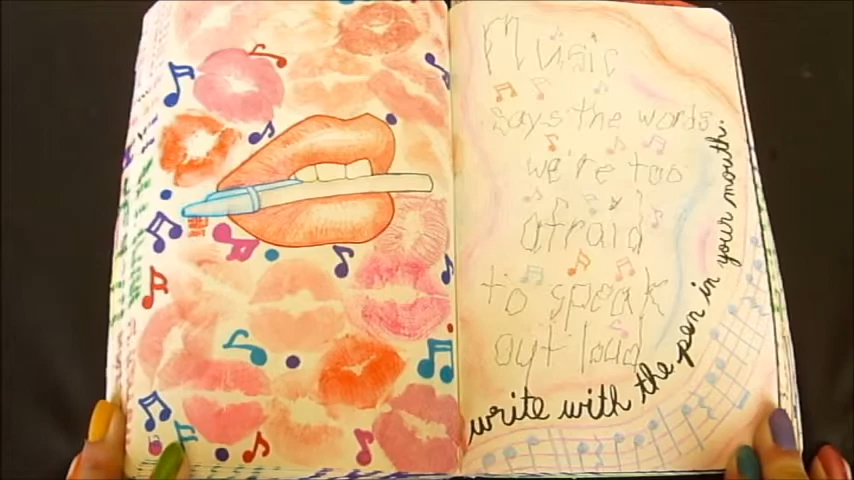 Music
says the words
we're too
afraid
to speak
out loud
write with the pen in your mouth.